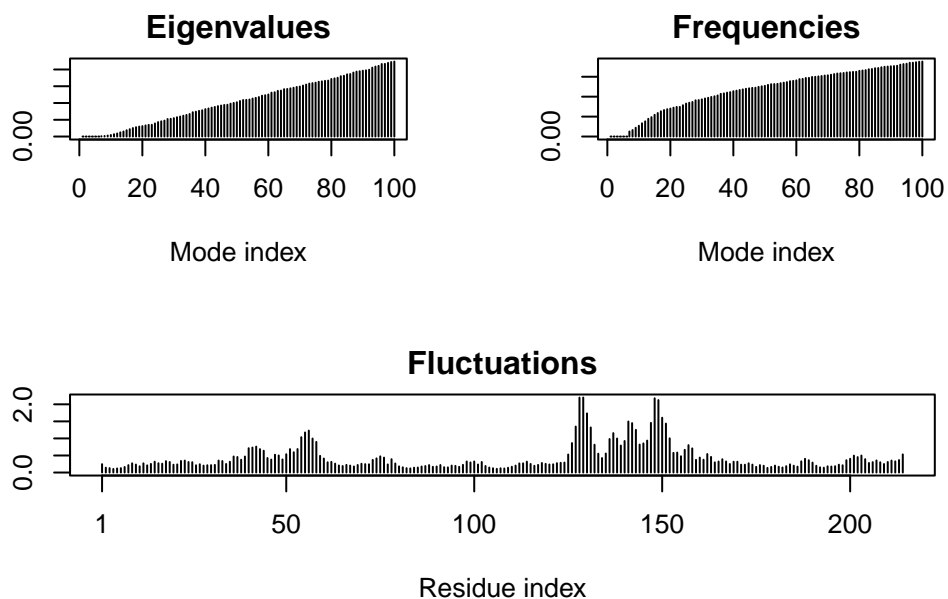 Eigenvalues
0.00
0 20 40 60 80 100
Mode index
Frequencies
0.00
0 20 40 60 80 100
Mode index
Fluctuations
2.0
0.0
1 50 100 150 200
Residue index